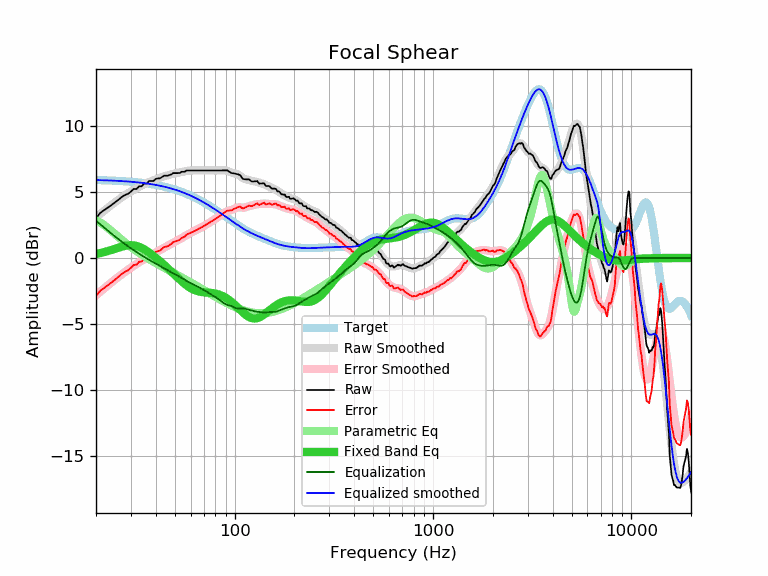 Focal Sphear
Amplitude (dBr)
10
5
0
−5
−10
−15
Target
Raw Smoothed
Error Smoothed
Raw
Error
Parametric Eq
Fixed Band Eq
Equalization
Equalized smoothed
100
1000
10000
Frequency (Hz)